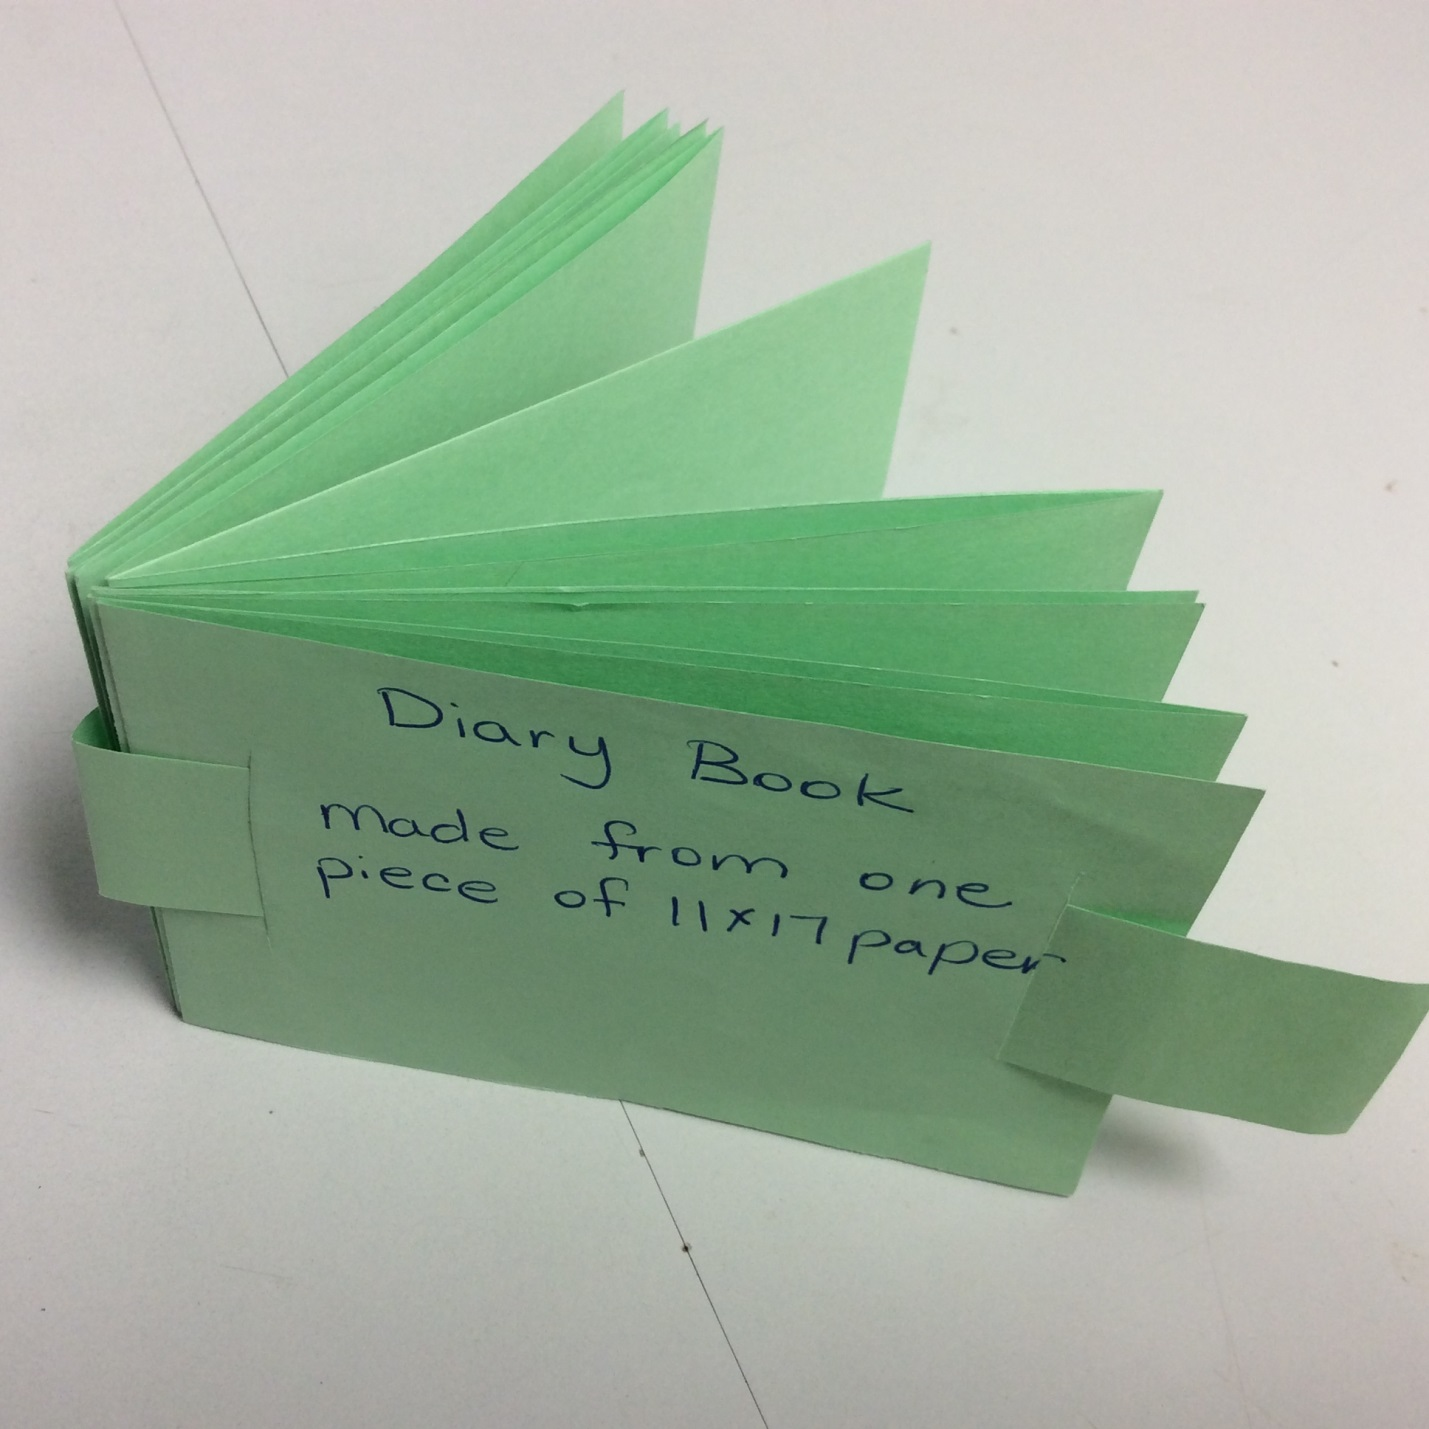 Diary Book
made from one
piece of 11x17 paper